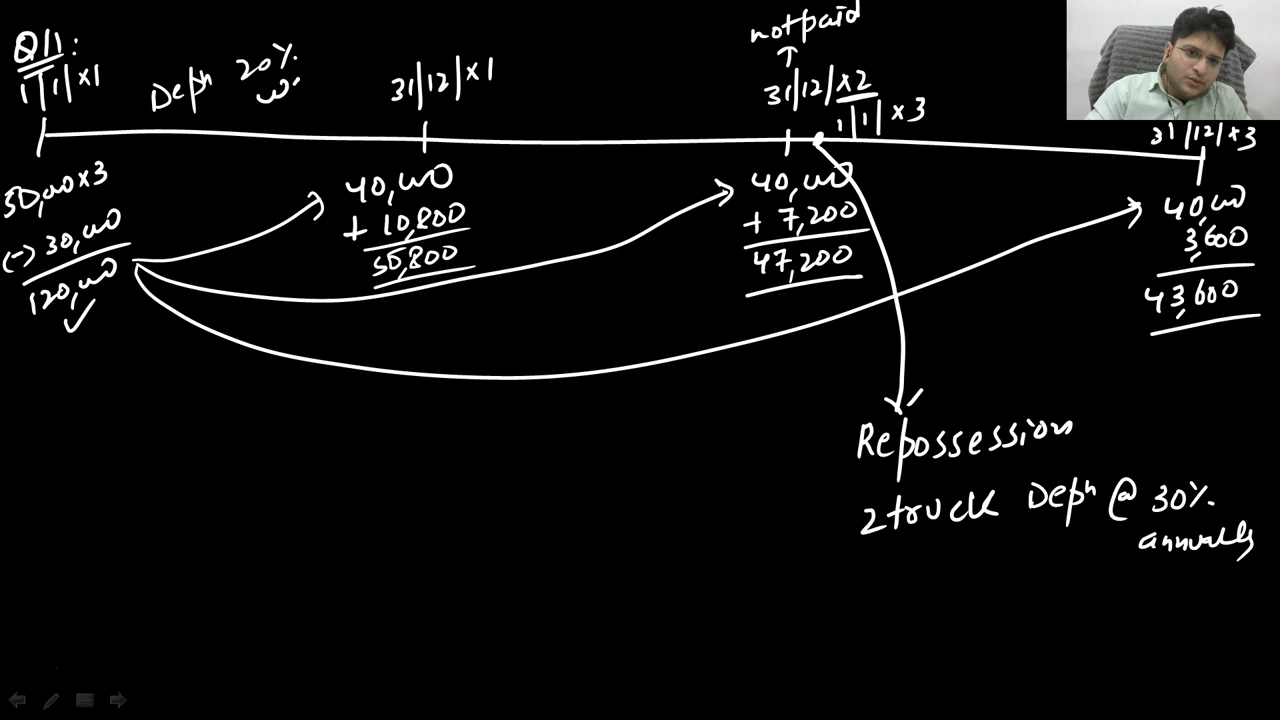 Q11:
1/1/x1
Depn 20%
w.
31/12/x1
not paid
31/12/x2
1/1/x3
31/12/x3
50,000x3
(-) 30,000
120,000
40,000
+ 10,800
50,800
40,000
+ 7,200
47,200
40,000
3,600
43,600
Repossession
2 truck Depn @ 30%
annually